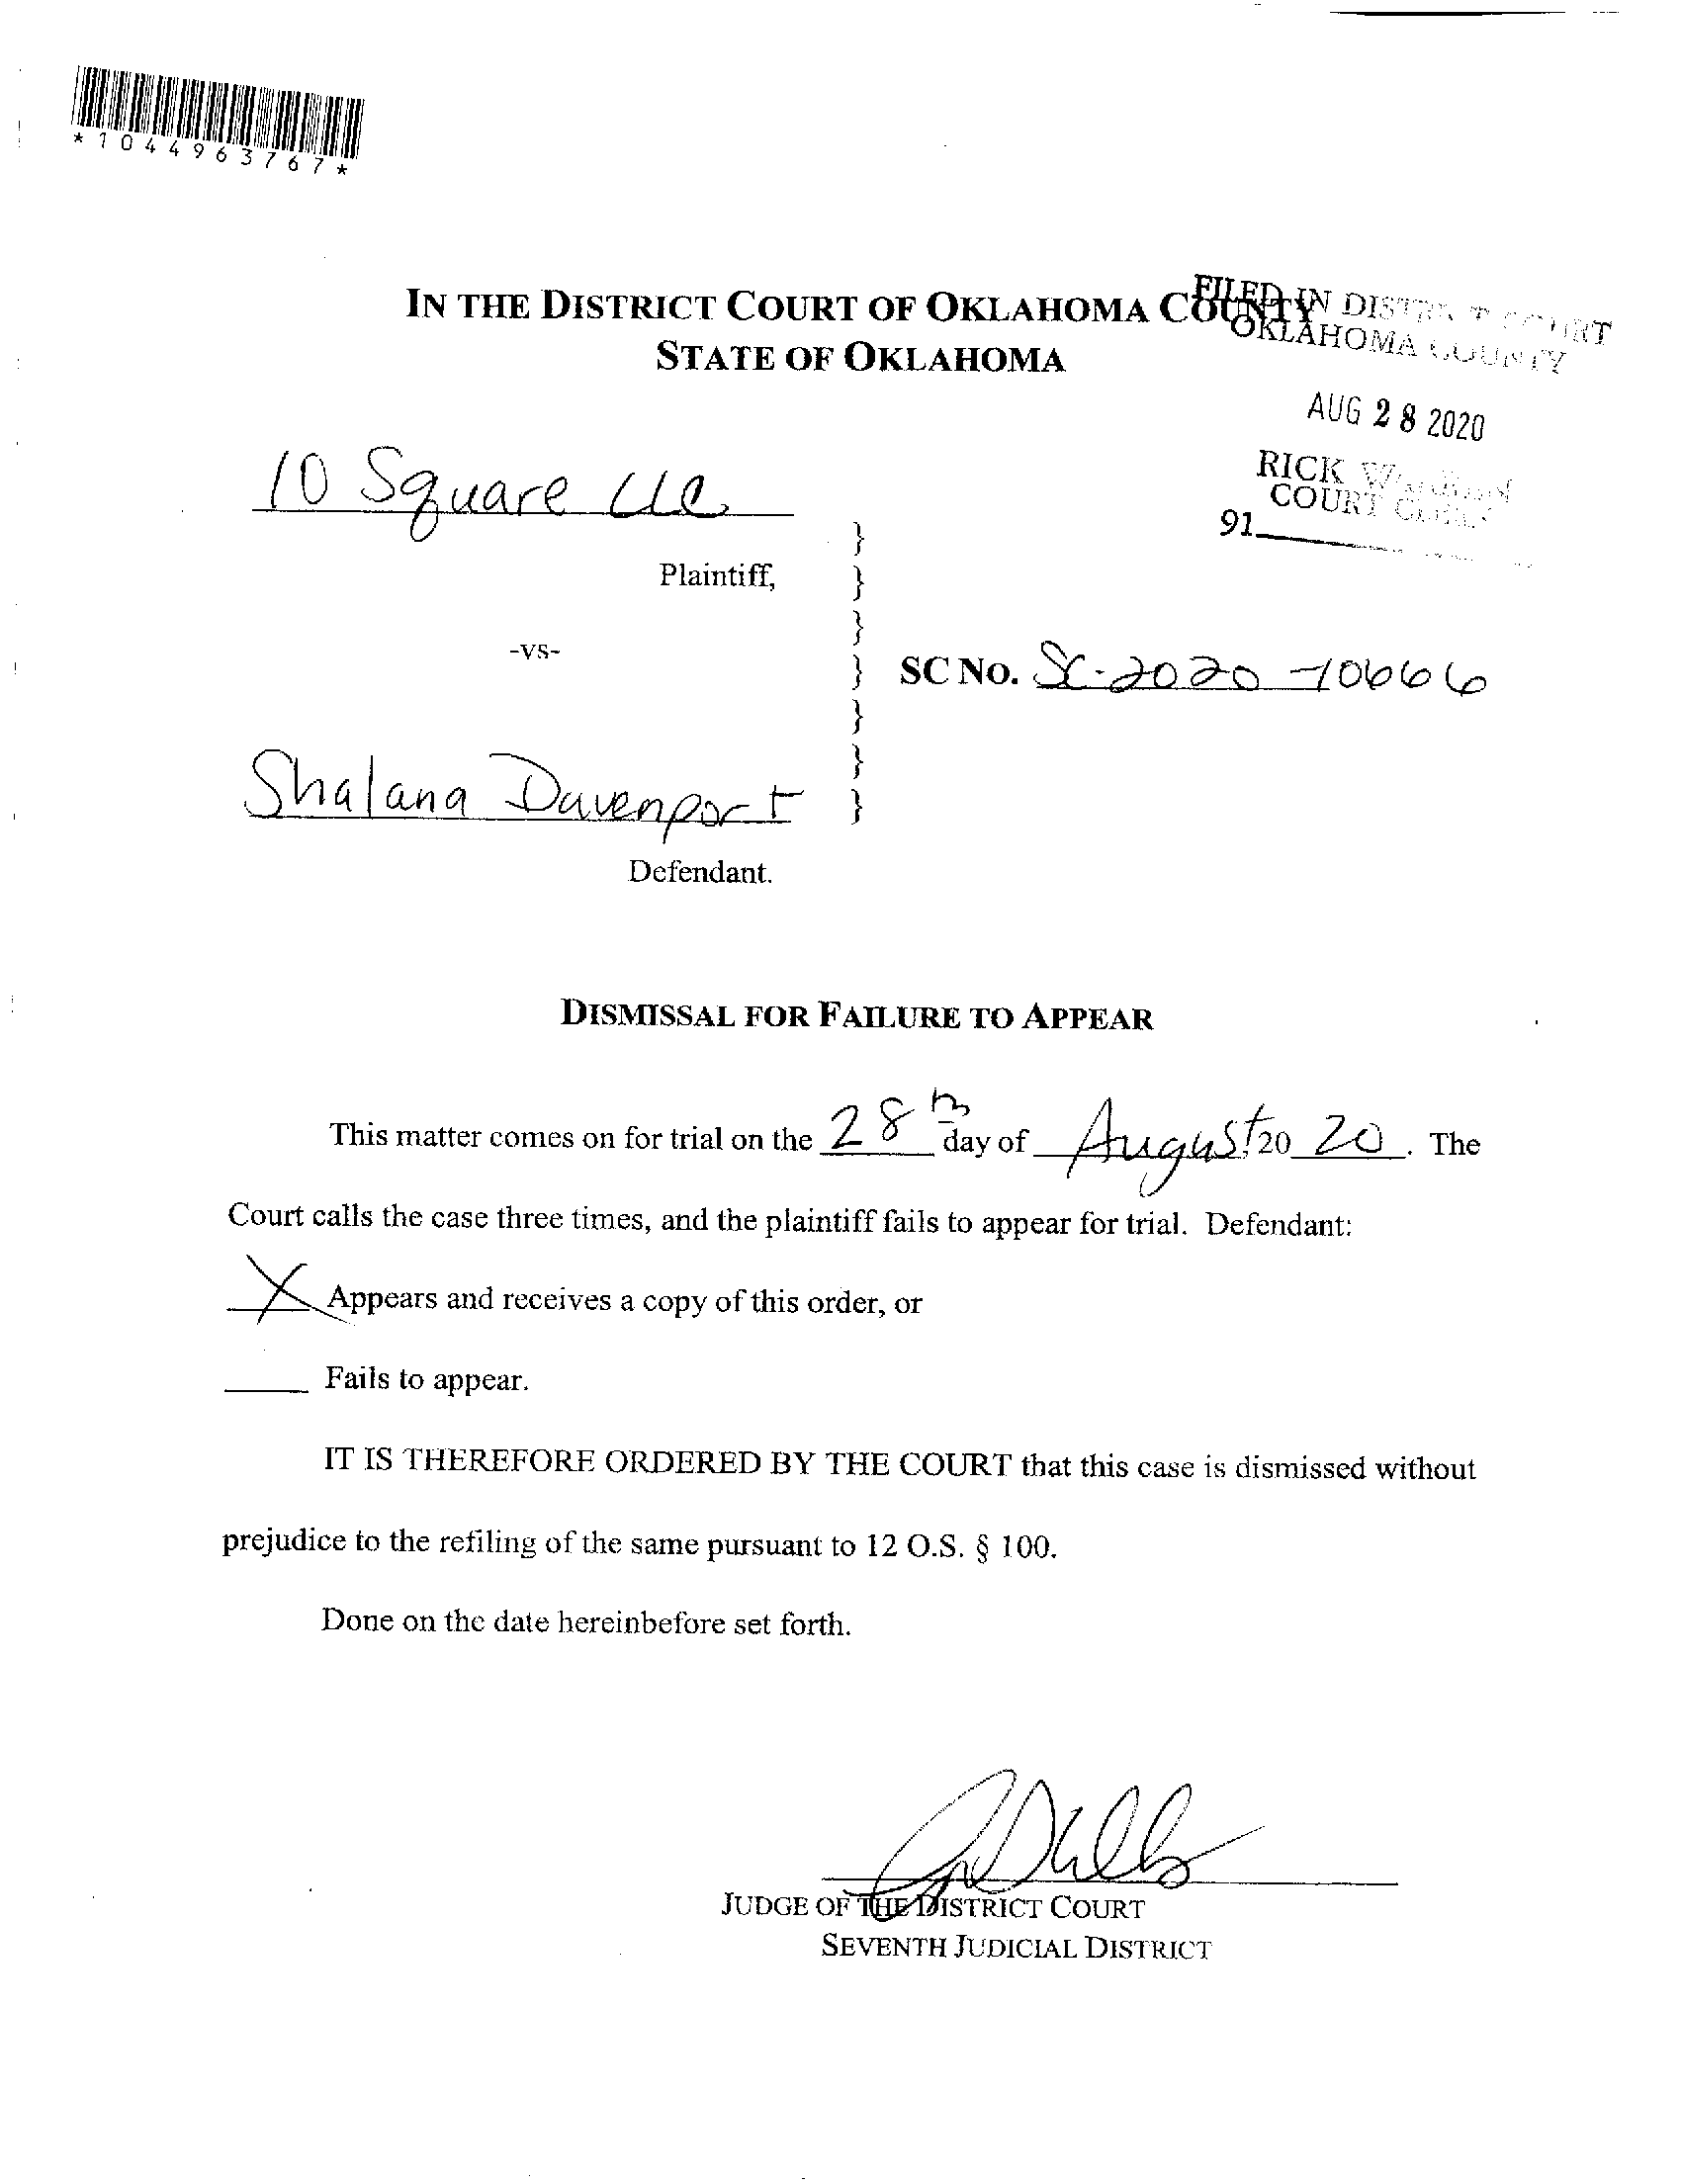 *1044963767*
IN THE DISTRICT COURT OF OKLAHOMA COUNTY
STATE OF OKLAHOMA
FILED IN DISTRICT COURT
OKLAHOMA COUNTY
AUG 28 2020
RICK
COURT CLERK
91
10 Square LLC
Plaintiff,
-vs-
SC NO. SC-2020-10666
Shalana Davenport
Defendant.
DISMISSAL FOR FAILURE TO APPEAR
This matter comes on for trial on the 28th day of August, 20 20. The
Court calls the case three times, and the plaintiff fails to appear for trial. Defendant:
X Appears and receives a copy of this order, or
Fails to appear.
IT IS THEREFORE ORDERED BY THE COURT that this case is dismissed without
prejudice to the refiling of the same pursuant to 12 O.S. § 100.
Done on the date hereinbefore set forth.
JUDGE OF THE DISTRICT COURT
SEVENTH JUDICIAL DISTRICT